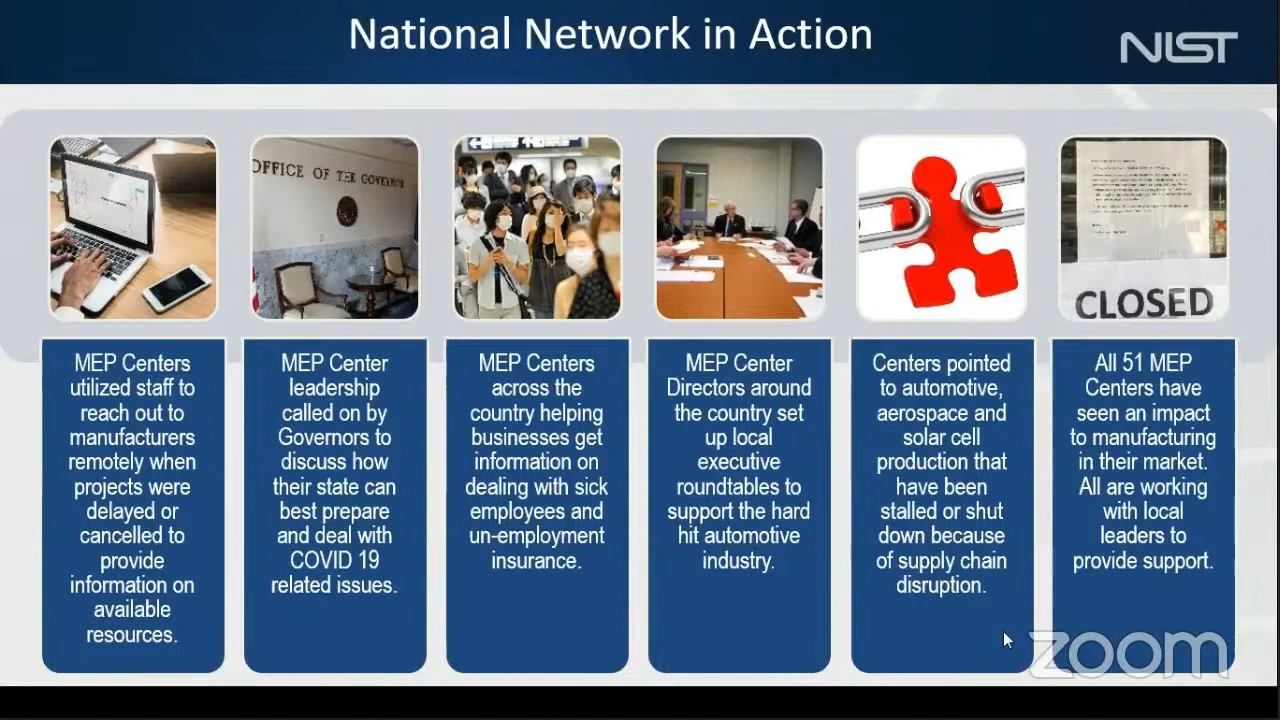 National Network in Action
NIST
OFFICE OF THE GOVERNOR
CLOSED
MEP Centers
utilized staff to
reach out to
manufacturers
remotely when
projects were
delayed or
cancelled to
provide
information on
available
resources.
MEP Center
leadership
called on by
Governors to
discuss how
their state can
best prepare
and deal with
COVID 19
related issues.
MEP Centers
across the
country helping
businesses get
information on
dealing with sick
employees and
un-employment
insurance.
MEP Center
Directors around
the country set
up local
executive
roundtables to
support the hard
hit automotive
industry.
Centers pointed
to automotive,
aerospace and
solar cell
production that
have been
stalled or shut
down because
of supply chain
disruption.
All 51 MEP
Centers have
seen an impact
to manufacturing
in their market.
All are working
with local
leaders to
provide support.
zoom